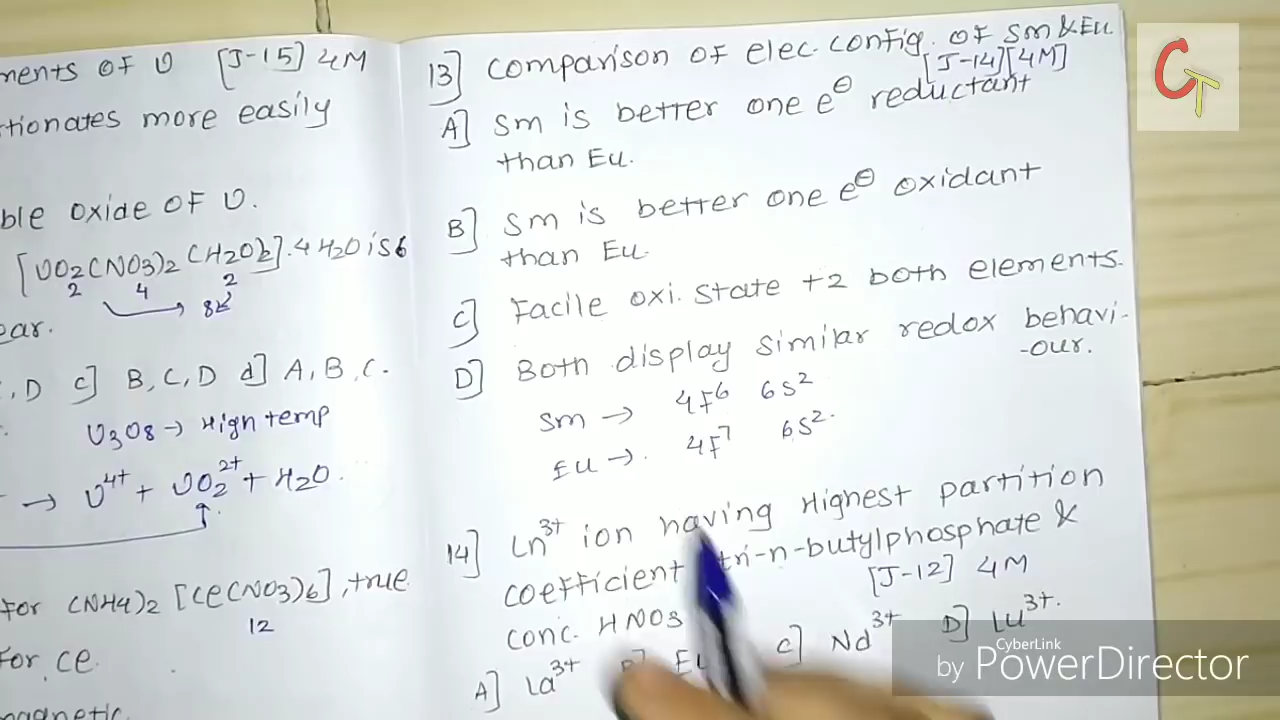 ments of U [J-15] 4M
rtionates more easily
ble oxide of U.
[UO2(NO3)2(H2O)2].4H2O is 6
2 4 2
8
ear.
, D c] B, C, D d] A, B, C.
U3O8 → High temp
→ U4+ + UO2 2+ + H2O.
for (NH4)2 [Ce(NO3)6], true
12
for Ce
magnetic
13] Comparison of elec. config. of Sm & Eu
[J-14][4M]
A] Sm is better one e⊖ reductant
than Eu.
B] Sm is better one e⊖ oxidant
than Eu.
C] Facile oxi. state +2 both elements.
D] Both display similar redox behavi-
-our.
Sm → 4f6 6s2
Eu →. 4f7 6s2.
14] Ln3+ ion having Highest partition
coefficient tri-n-butylphosphate &
conc. HNO3 [J-12] 4M
A] La3+ Eu C] Nd3+ D] Lu3+.
CT
CyberLink
by PowerDirector